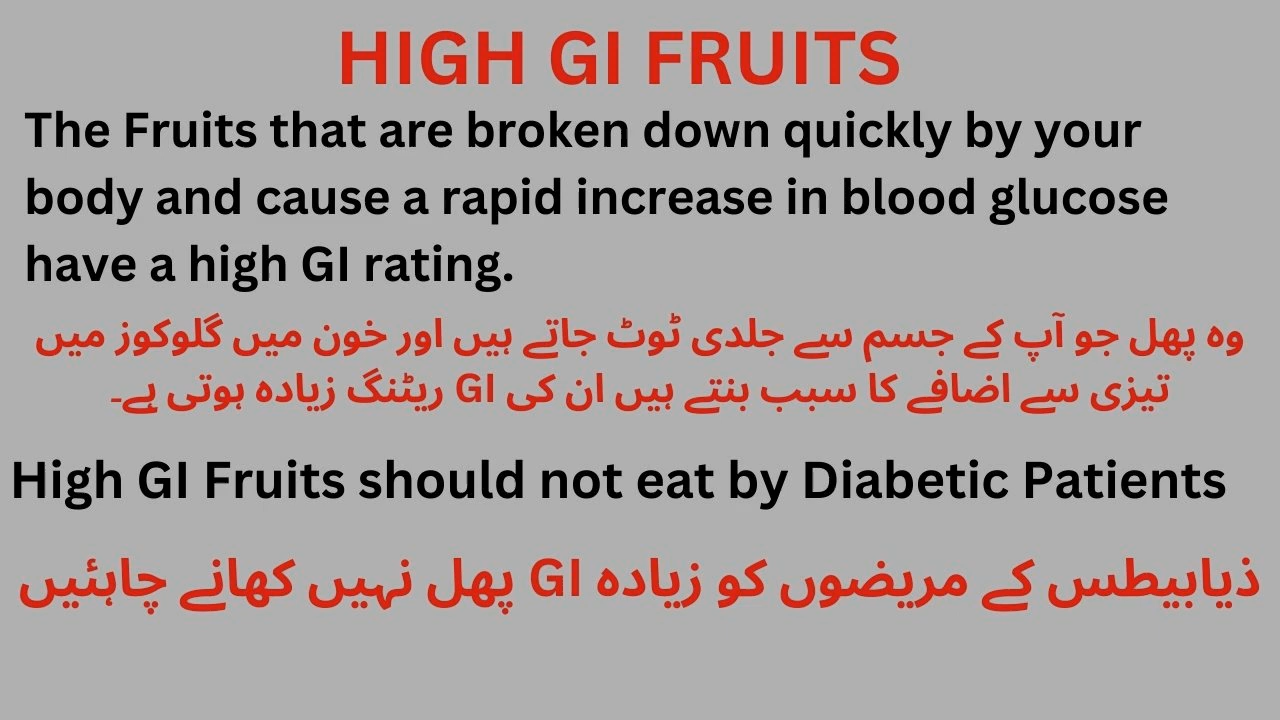 HIGH GI FRUITS
The Fruits that are broken down quickly by your
body and cause a rapid increase in blood glucose
have a high GI rating.
وہ پھل جو آپ کے جسم سے جلدی ٹوٹ جاتے ہیں اور خون میں گلوکوز میں
تیزی سے اضافے کا سبب بنتے ہیں ان کی GI ریٹنگ زیادہ ہوتی ہے۔
High GI Fruits should not eat by Diabetic Patients
ذیابیطس کے مریضوں کو زیادہ GI پھل نہیں کھانے چاہئیں